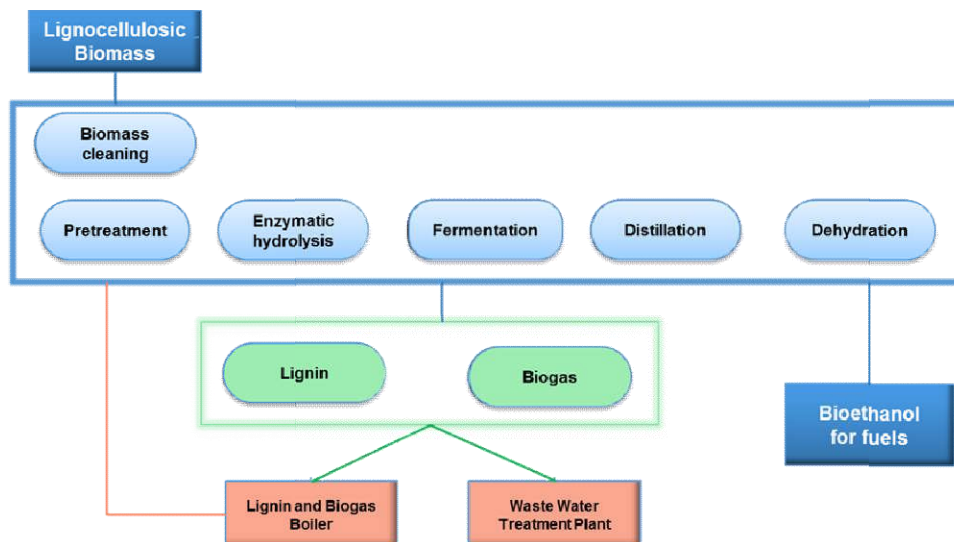 Lignocellulosic
Biomass
Biomass
cleaning
Pretreatment
Enzymatic
hydrolysis
Fermentation
Distillation
Dehydration
Lignin
Biogas
Bioethanol
for fuels
Lignin and Biogas
Boiler
Waste Water
Treatment Plant